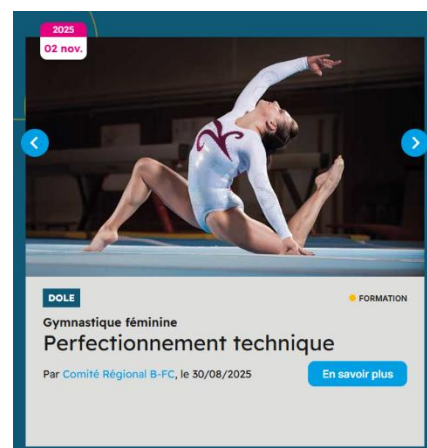 2025
02 nov.
DOLE
FORMATION
Gymnastique féminine
Perfectionnement technique
Par Comité Régional B-FC, le 30/08/2025
En savoir plus